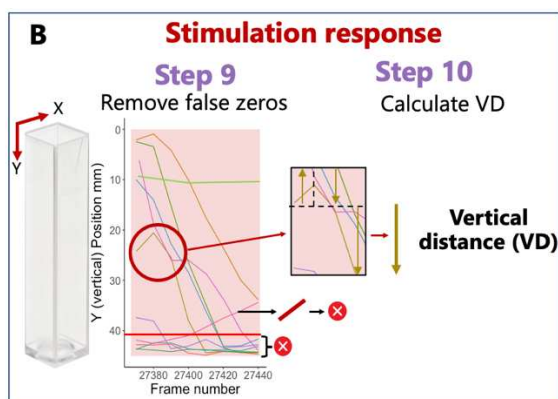 B
Stimulation response
Step 9
Remove false zeros
Step 10
Calculate VD
X
Y
Y (vertical) Position mm)
0
10
20
30
40
27380 27400 27420 27440
Frame number
Vertical
distance (VD)